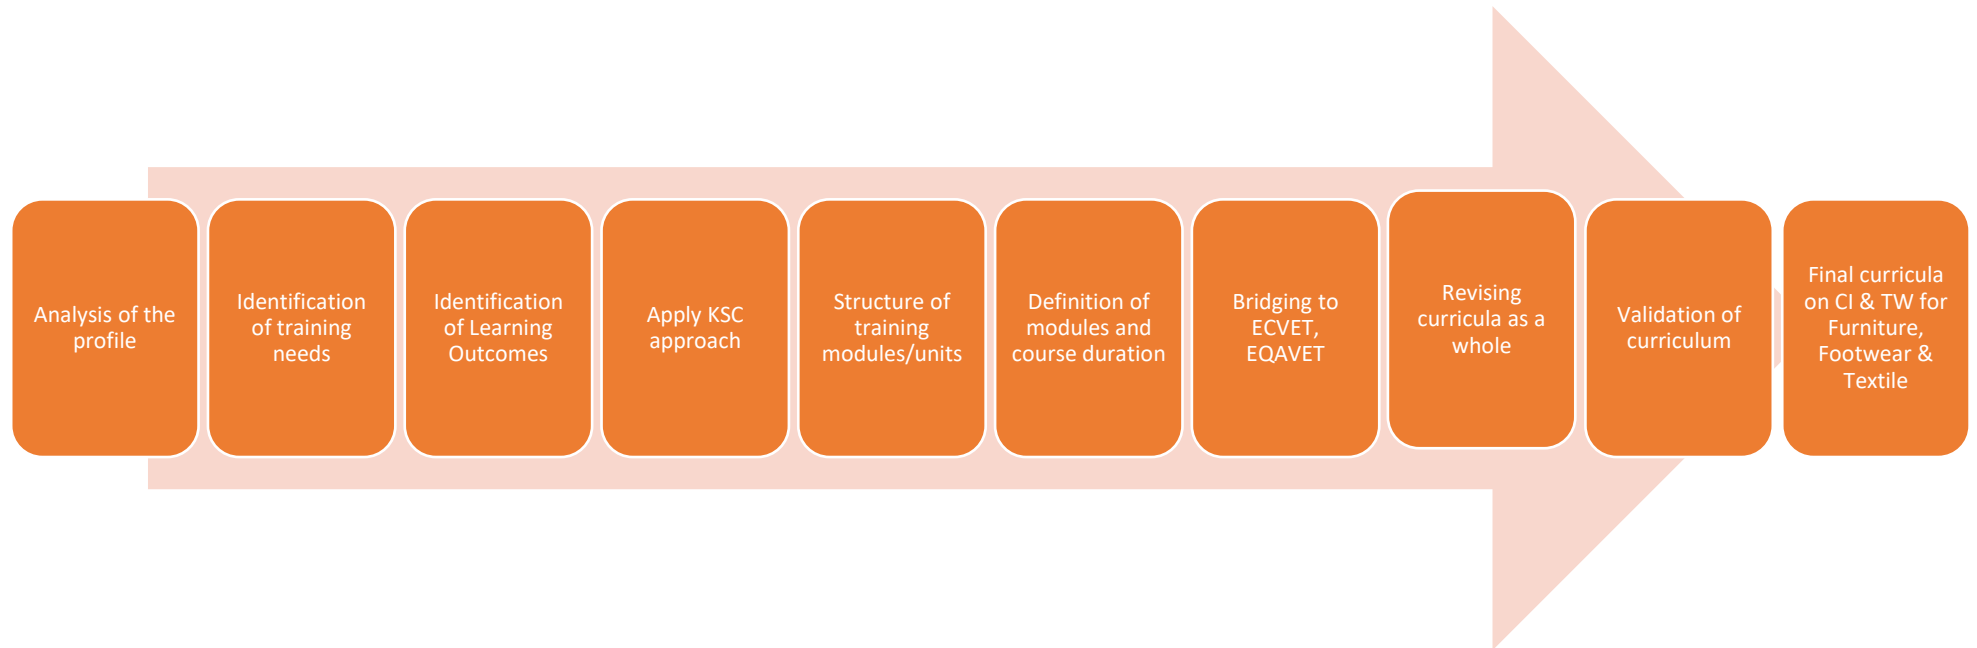 Analysis of the
profile
Identification
of training
needs
Identification
of Learning
Outcomes
Apply KSC
approach
Structure of
training
modules/units
Definition of
modules and
course duration
Bridging to
ECVET,
EQAVET
Revising
curricula as a
whole
Validation of
curriculum
Final curricula
on CI & TW for
Furniture,
Footwear &
Textile